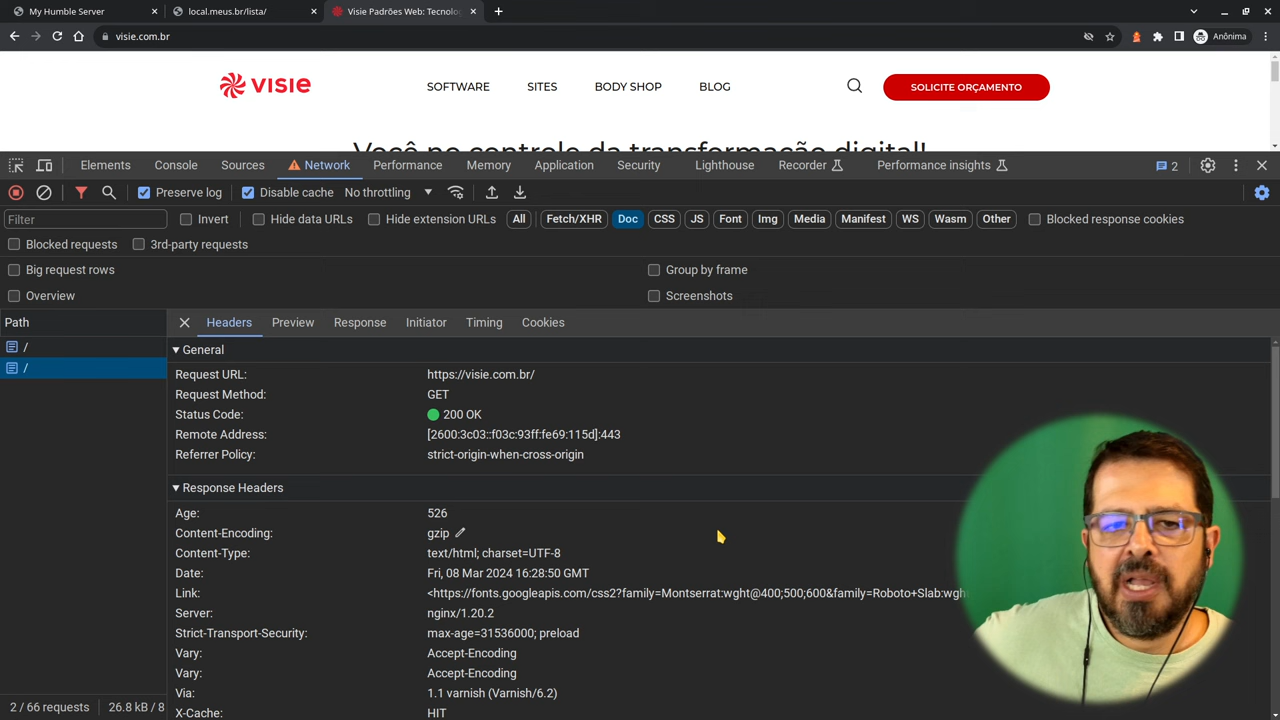 My Humble Server
local.meus.br/lista/
Visie Padrões Web: Tecnolog
visie.com.br
Anônima
VISIE
SOFTWARE SITES BODY SHOP BLOG SOLICITE ORÇAMENTO
Você no controle da transformação digital!
Elements Console Sources Network Performance Memory Application Security Lighthouse Recorder Performance insights 2
Preserve log Disable cache No throttling
Filter Invert Hide data URLs Hide extension URLs All Fetch/XHR Doc CSS JS Font Img Media Manifest WS Wasm Other Blocked response cookies
Blocked requests 3rd-party requests
Big request rows Group by frame
Overview Screenshots
Path Headers Preview Response Initiator Timing Cookies
/
/
General
Request URL: https://visie.com.br/
Request Method: GET
Status Code: 200 OK
Remote Address: [2600:3c03::f03c:93ff:fe69:115d]:443
Referrer Policy: strict-origin-when-cross-origin
Response Headers
Age: 526
Content-Encoding: gzip
Content-Type: text/html; charset=UTF-8
Date: Fri, 08 Mar 2024 16:28:50 GMT
Link: <https://fonts.googleapis.com/css2?family=Montserrat:wght@400;500;600&family=Roboto+Slab:wgh
Server: nginx/1.20.2
Strict-Transport-Security: max-age=31536000; preload
Vary: Accept-Encoding
Vary: Accept-Encoding
Via: 1.1 varnish (Varnish/6.2)
X-Cache: HIT
2 / 66 requests 26.8 kB / 8